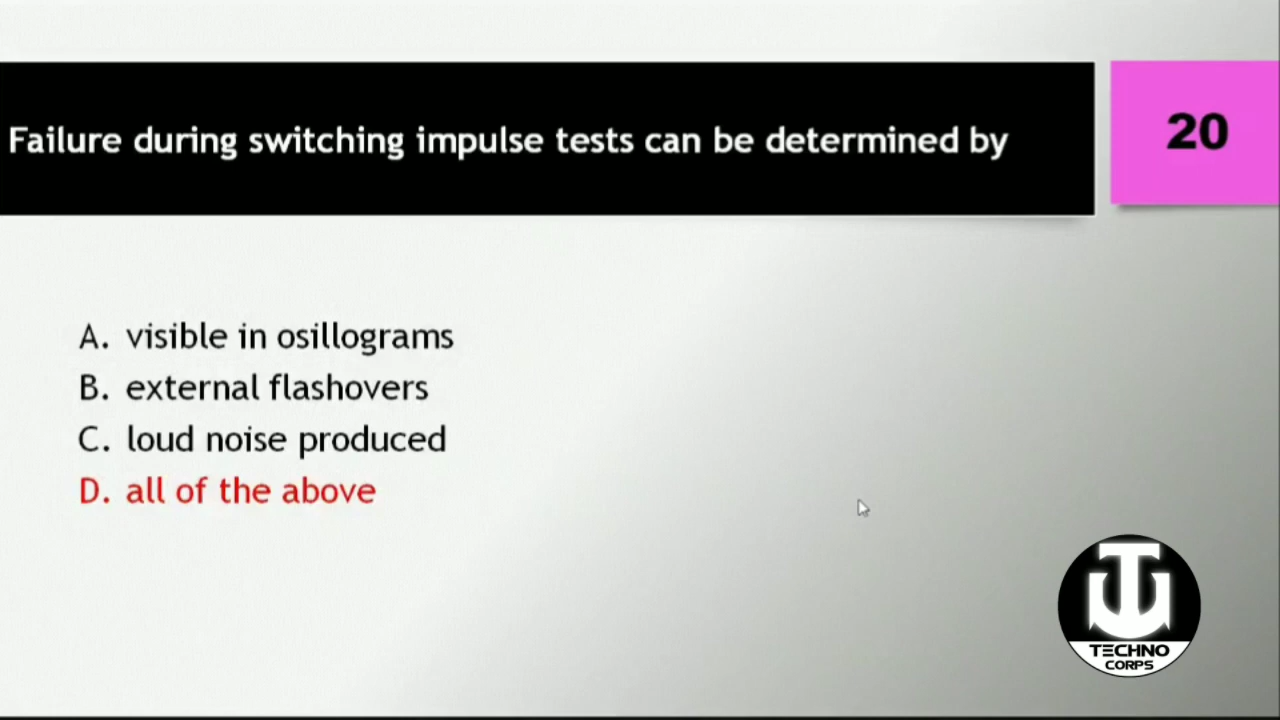 Failure during switching impulse tests can be determined by
20
A. visible in osillograms
B. external flashovers
C. loud noise produced
D. all of the above
TECHNO
CORPS